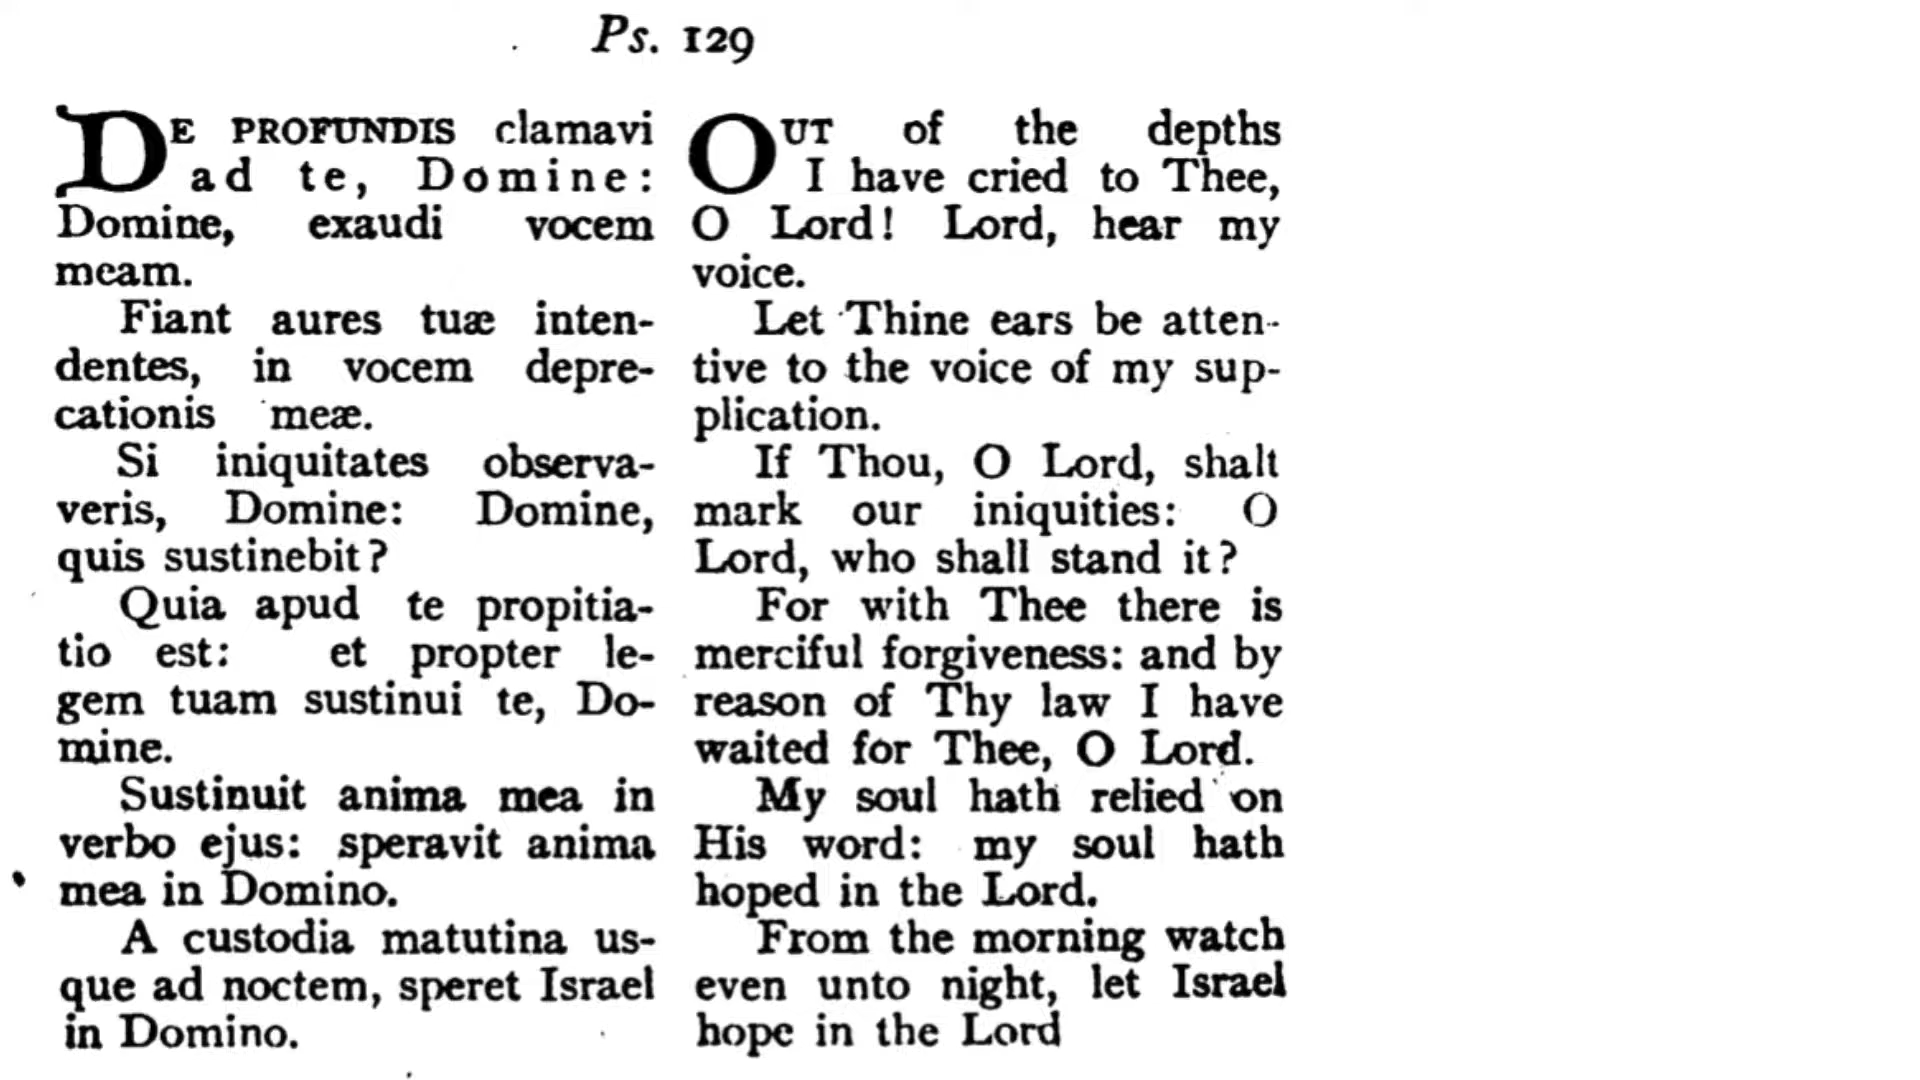 Ps. 129
DE PROFUNDIS clamavi
ad te, Domine:
Domine, exaudi vocem
meam.
Fiant aures tuæ inten-
dentes, in vocem depre-
cationis meæ.
Si iniquitates observa-
veris, Domine: Domine,
quis sustinebit?
Quia apud te propitia-
tio est: et propter le-
gem tuam sustinui te, Do-
mine.
Sustinuit anima mea in
verbo ejus: speravit anima
mea in Domino.
A custodia matutina us-
que ad noctem, speret Israel
in Domino.
OUT of the depths
I have cried to Thee,
O Lord! Lord, hear my
voice.
Let Thine ears be atten-
tive to the voice of my sup-
plication.
If Thou, O Lord, shalt
mark our iniquities: O
Lord, who shall stand it?
For with Thee there is
merciful forgiveness: and by
reason of Thy law I have
waited for Thee, O Lord.
My soul hath relied on
His word: my soul hath
hoped in the Lord.
From the morning watch
even unto night, let Israel
hope in the Lord